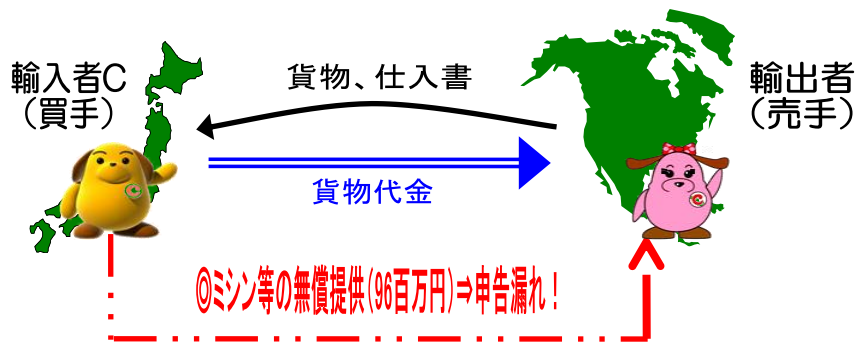 輸入者C
（買手）
貨物、仕入書
輸出者
（売手）
貨物代金
◎ミシン等の無償提供（96百万円）⇒申告漏れ！